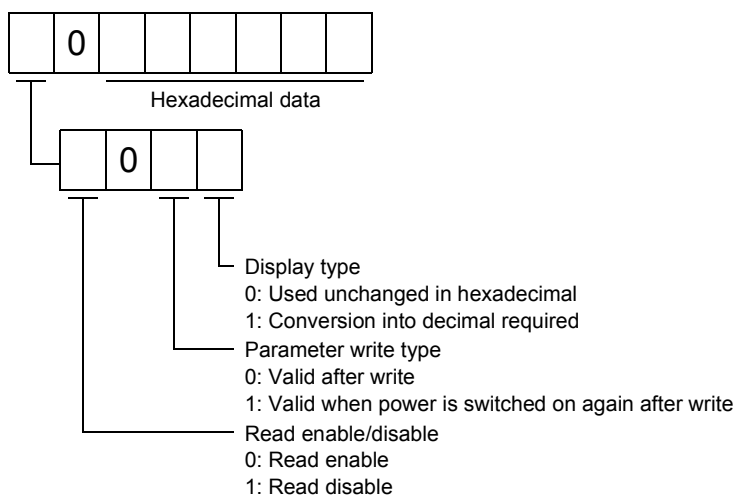 0
Hexadecimal data
0
Display type
0: Used unchanged in hexadecimal
1: Conversion into decimal required
Parameter write type
0: Valid after write
1: Valid when power is switched on again after write
Read enable/disable
0: Read enable
1: Read disable